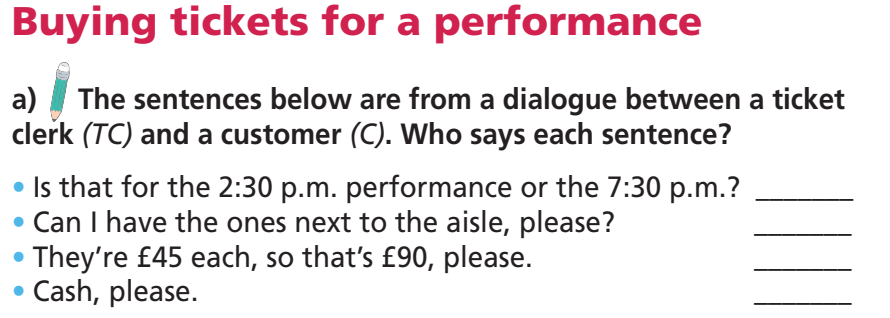 Buying tickets for a performance
a) The sentences below are from a dialogue between a ticket
clerk (TC) and a customer (C). Who says each sentence?
• Is that for the 2:30 p.m. performance or the 7:30 p.m.? _______
• Can I have the ones next to the aisle, please? _______
• They’re £45 each, so that’s £90, please. _______
• Cash, please. _______